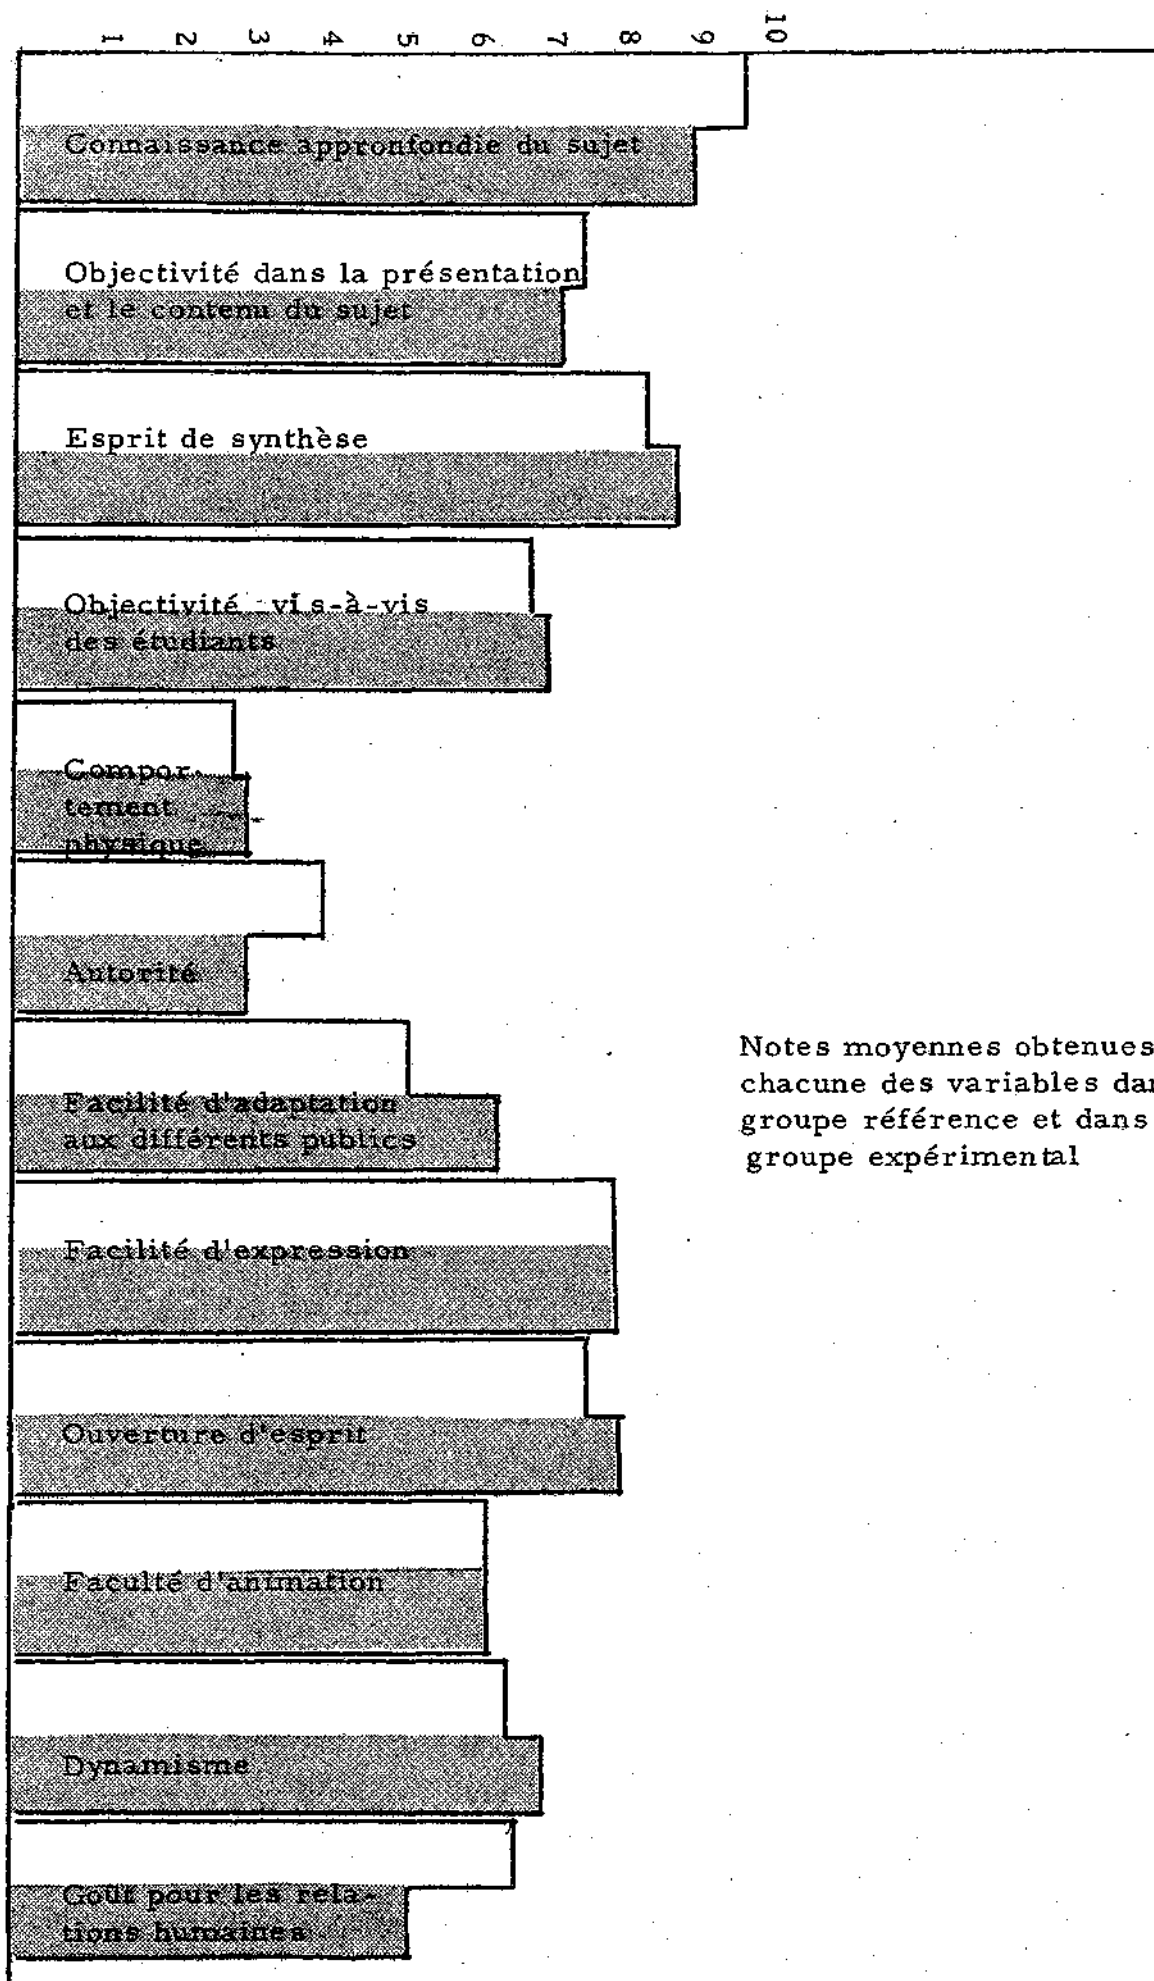 1 2 3 4 5 6 7 8 9 10
Connaissance appronfondie du sujet
Objectivité dans la présentation
et le contenu du sujet
Esprit de synthèse
Objectivité vis-à-vis
des étudiants
Compor-
tement
physique
Autorité
Facilité d'adaptation
aux différents publics
Notes moyennes obtenues
chacune des variables dan
groupe référence et dans
groupe expérimental
Facilité d'expression
Ouverture d'esprit
Faculté d'animation
Dynamisme
Goût pour les rela-
tions humaines